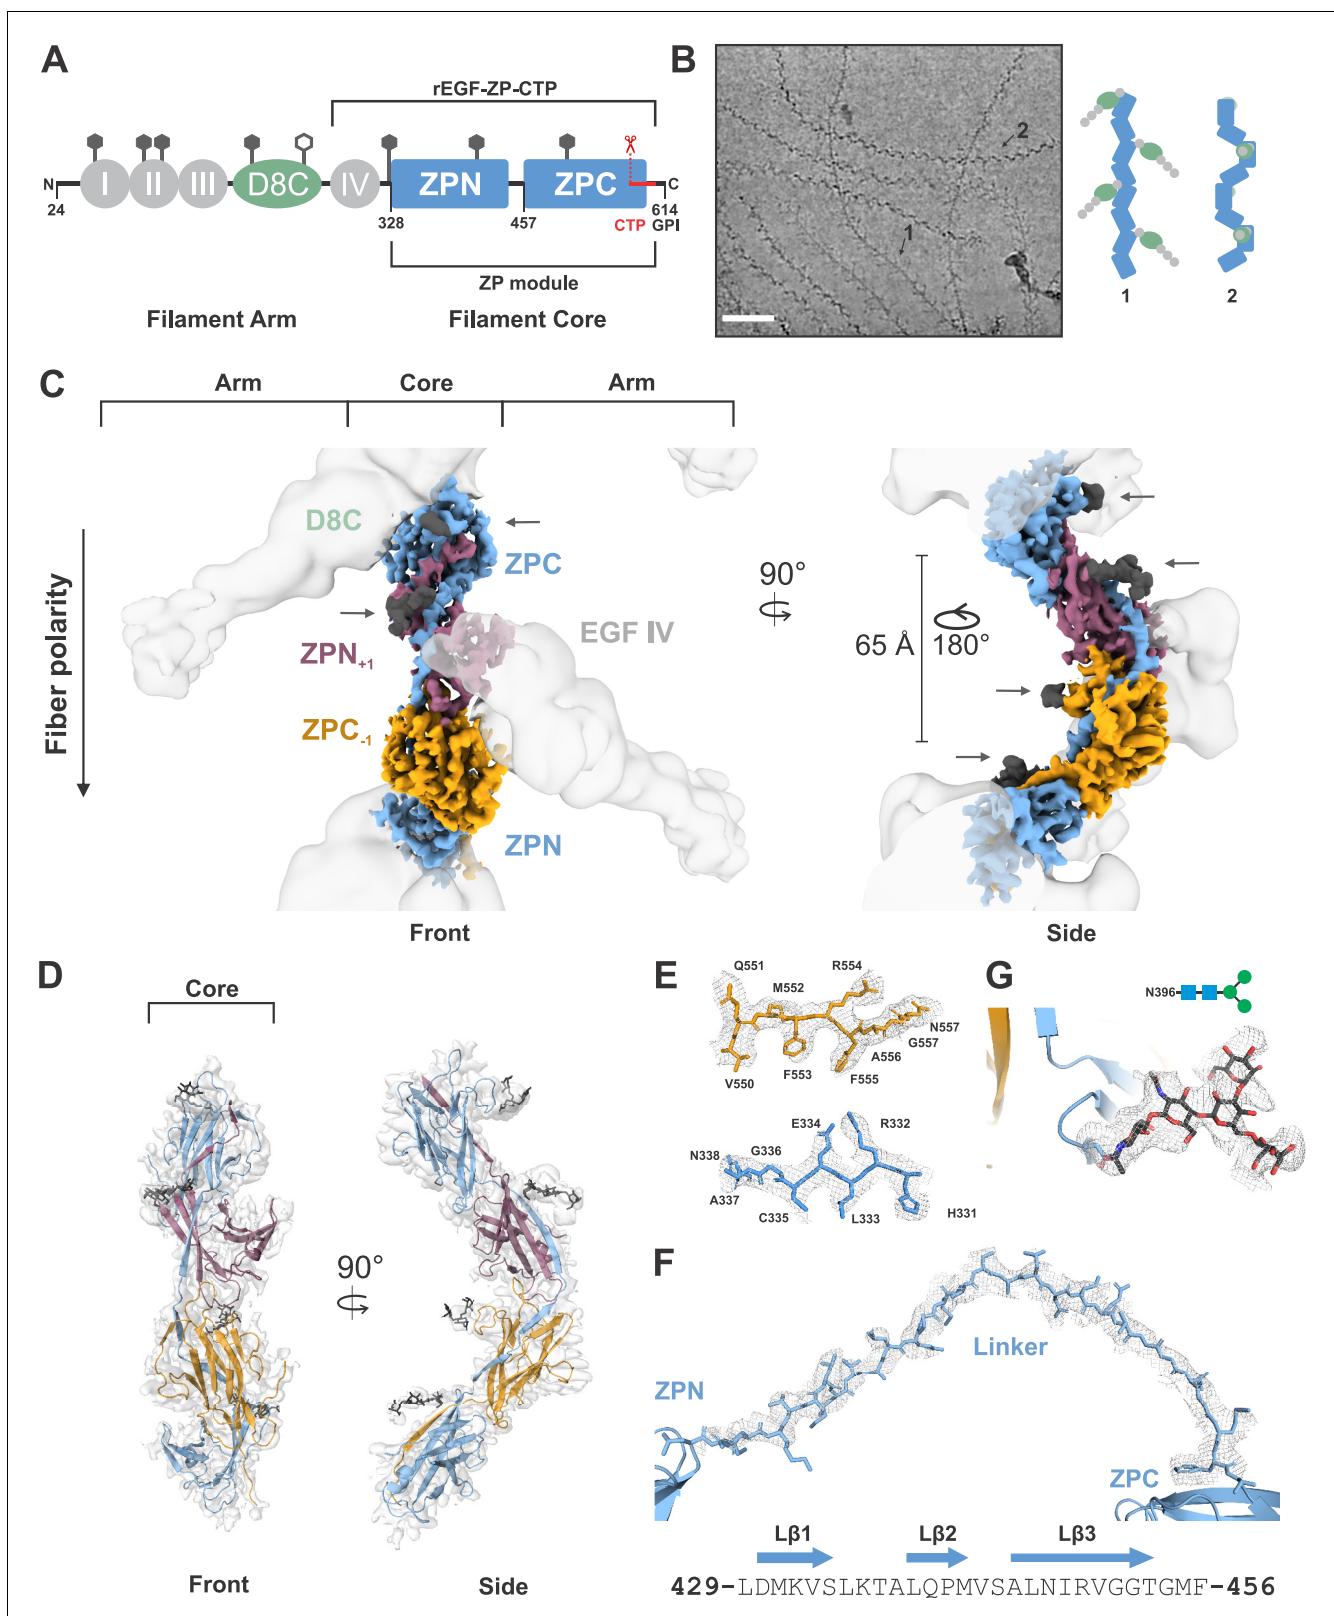 A
rEGF-ZP-CTP
N
I
II
III
D8C
IV
ZPN
ZPC
C
24
328
457
CTP
614
GPI
ZP module
Filament Arm
Filament Core
B
2
1
1
2
C
Arm
Core
Arm
D8C
ZPC
Fiber polarity
ZPN+1
EGF IV
ZPC-1
ZPN
90°
65 Å
180°
Front
Side
D
Core
90°
Front
Side
E
Q551
M552
R554
N557
G557
A556
V550
F553
F555
E334
R332
N338
G336
A337
C335
L333
H331
G
N396
F
ZPN
Linker
ZPC
Lβ1
Lβ2
Lβ3
429-LDMKVSLKTALQPMVSALNIRVGGTGMF-456